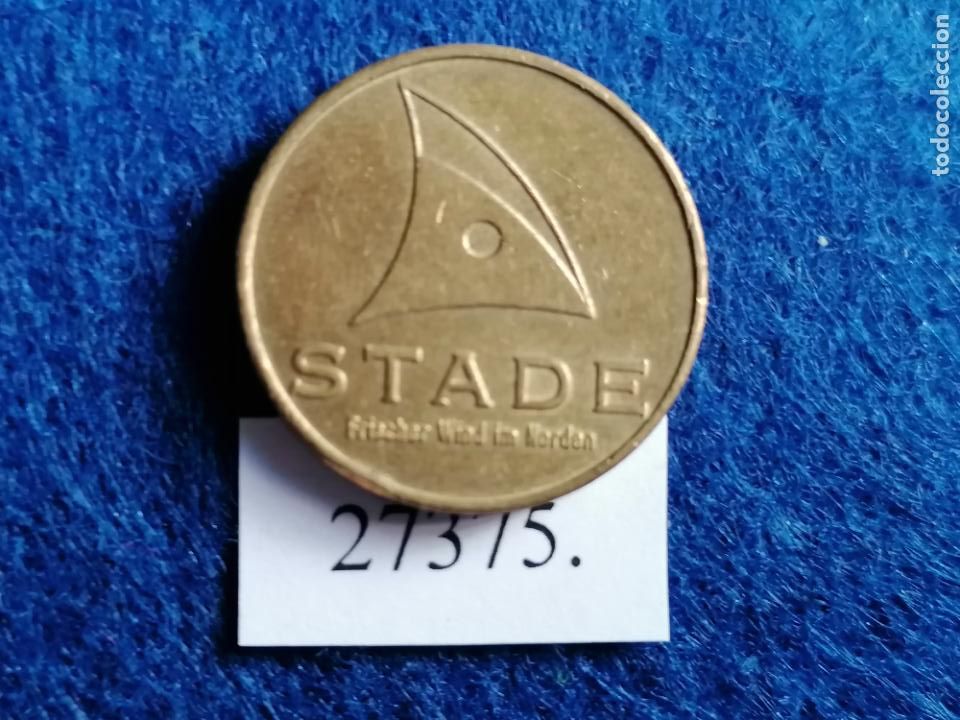 STADE
Frischer Wind im Norden
27375.
todocoleccion